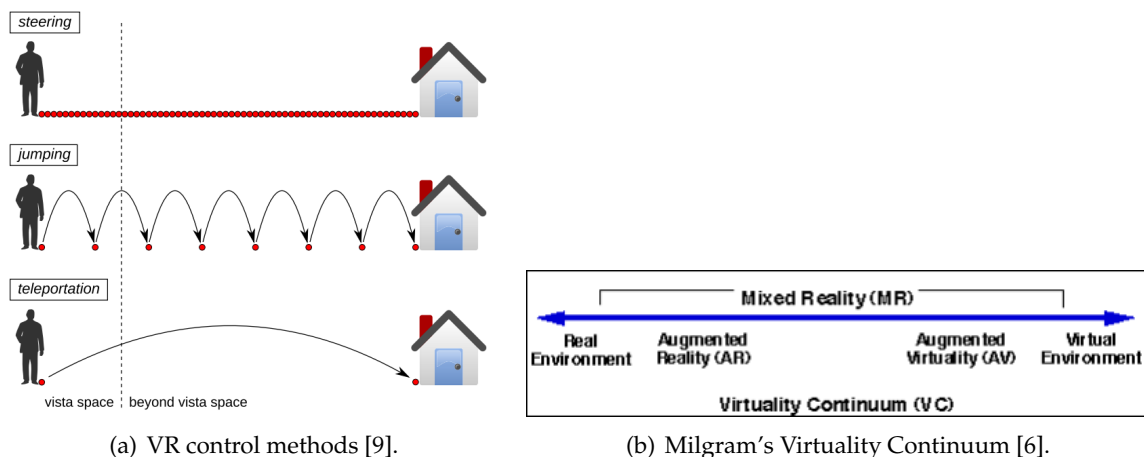 steering
jumping
teleportation
vista space
beyond vista space
(a) VR control methods [9].
Mixed Reality (MR)
Real Environment
Augmented Reality (AR)
Augmented Virtuality (AV)
Virtual Environment
Virtuality Continuum (VC)
(b) Milgram's Virtuality Continuum [6].